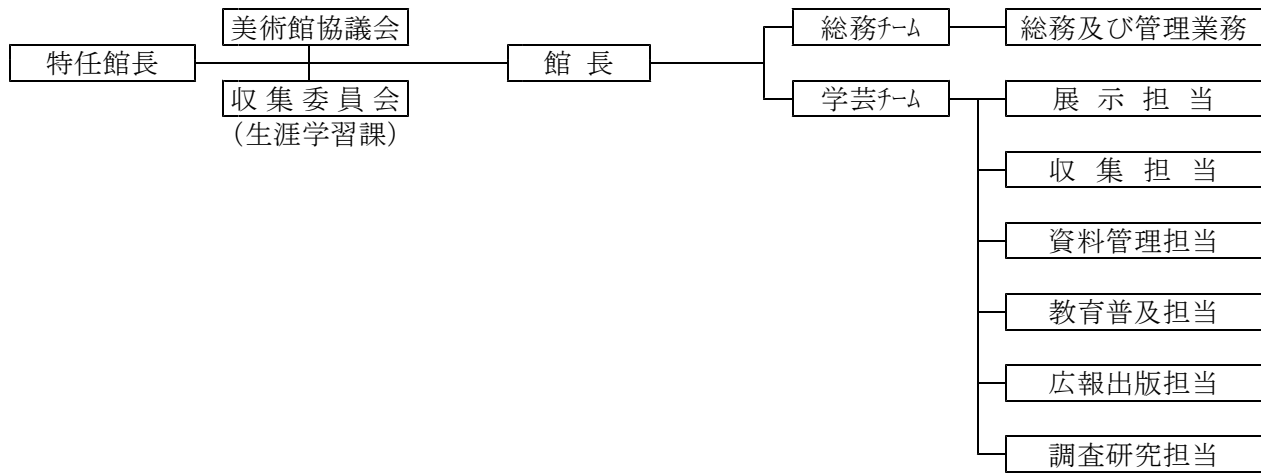 美術館協議会
特任館長
収集委員会
(生涯学習課)
館長
総務ﾁｰﾑ
総務及び管理業務
学芸ﾁｰﾑ
展示担当
収集担当
資料管理担当
教育普及担当
広報出版担当
調査研究担当